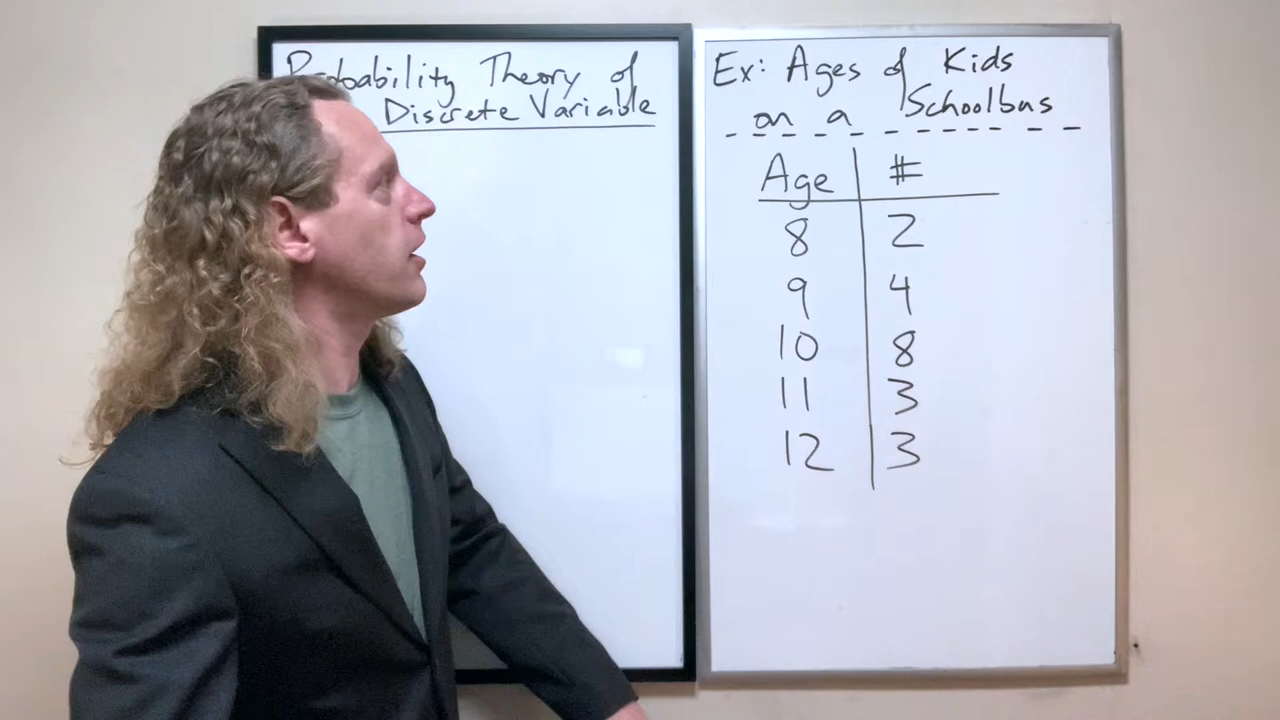 Probability Theory of
Discrete Variable
Ex: Ages of Kids
on a Schoolbus
Age #
8 2
9 4
10 8
11 3
12 3